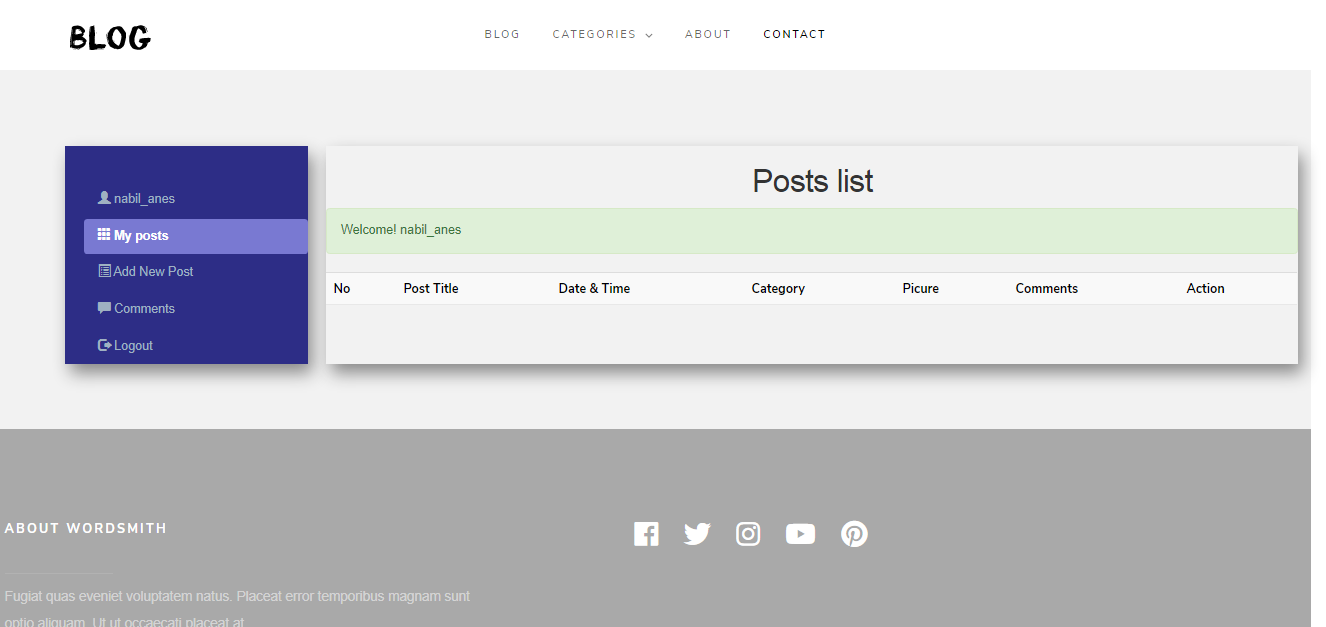 BLOG
BLOG CATEGORIES ABOUT CONTACT
nabil_anes
My posts
Add New Post
Comments
Logout
Posts list
Welcome! nabil_anes
No Post Title Date & Time Category Picure Comments Action
ABOUT WORDSMITH
Fugiat quas eveniet voluptatem natus. Placeat error temporibus magnam sunt
optio aliquam. Ut ut occaecati placeat at